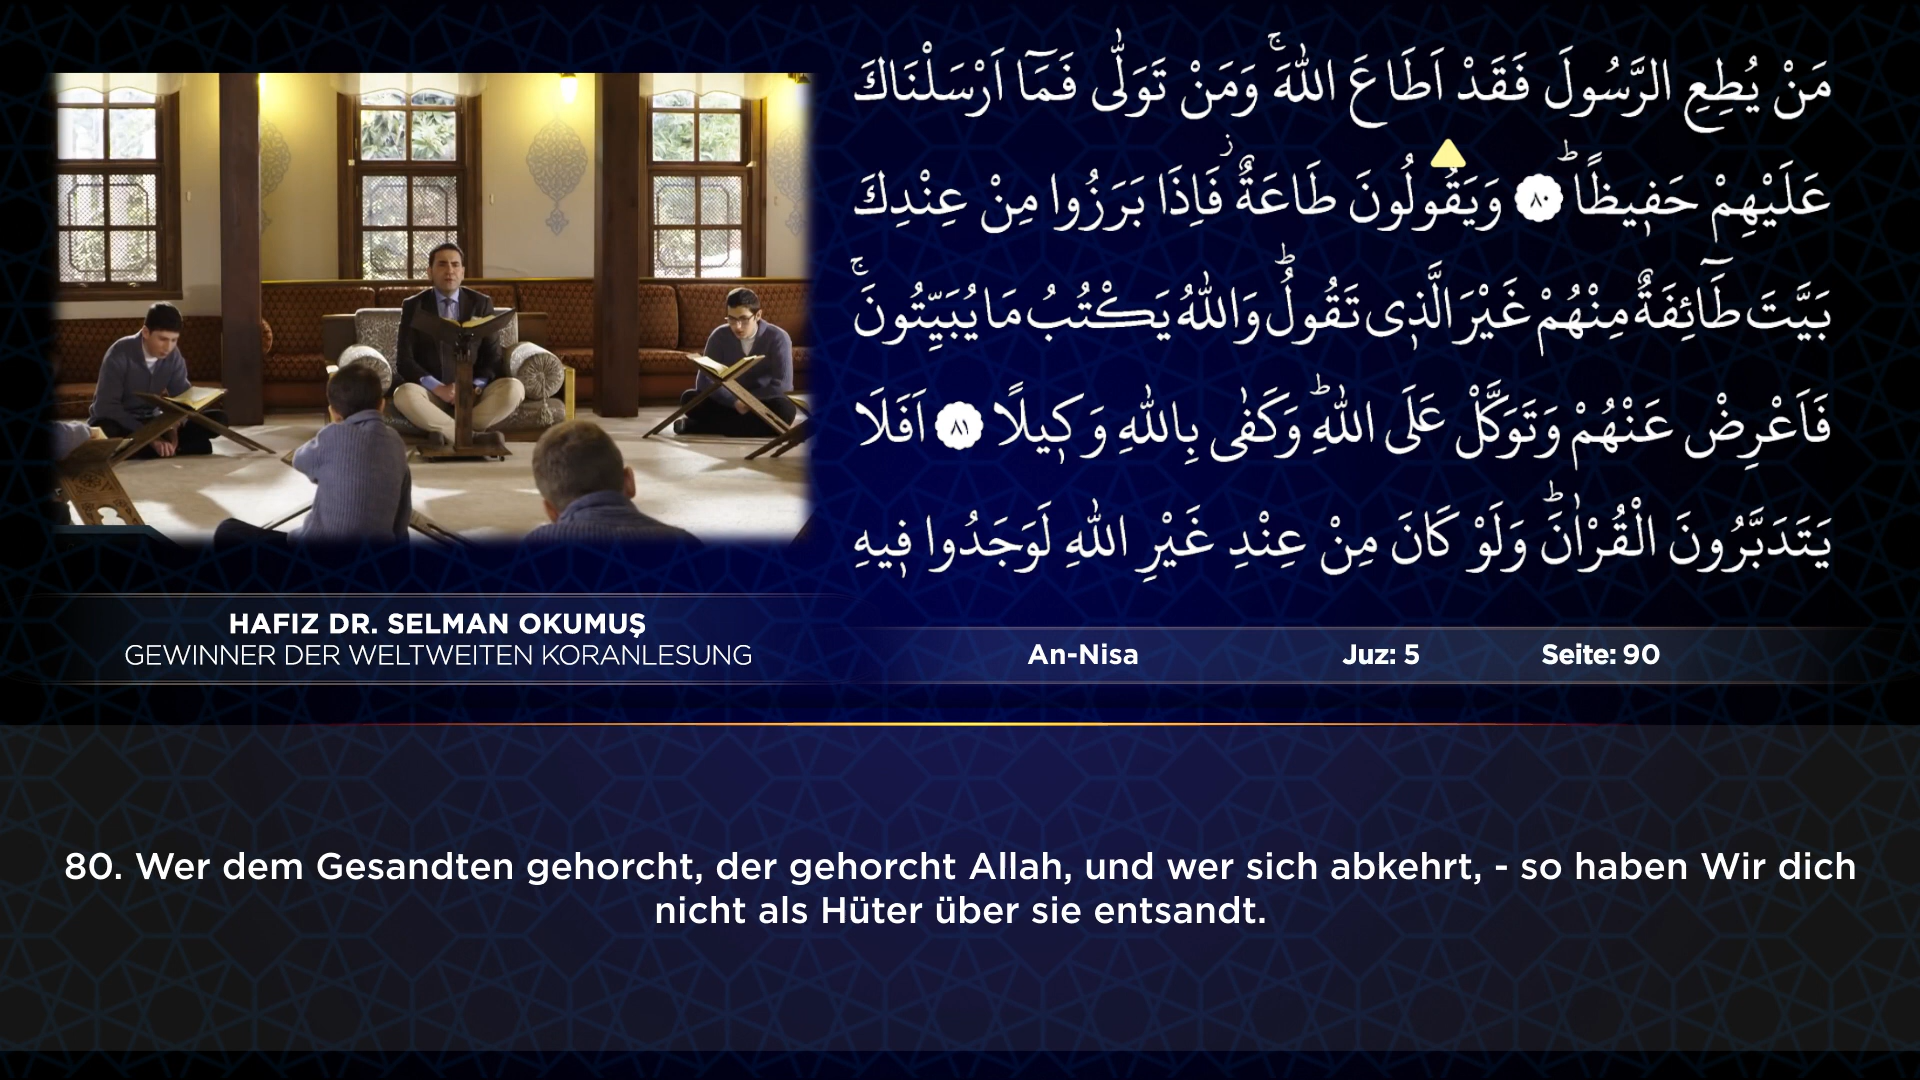 مَنْ يُطِعِ الرَّسُولَ فَقَدْ اَطَاعَ اللّٰهَۚ وَمَنْ تَوَلّٰى فَمَٓا اَرْسَلْنَاكَ
عَلَيْهِمْ حَفٖيظًاؕ ﴿٨٠﴾ وَيَقُولُونَ طَاعَةٌؗ فَاِذَا بَرَزُوا مِنْ عِنْدِكَ
بَيَّتَ طَٓائِفَةٌ مِنْهُمْ غَيْرَ الَّذٖى تَقُولُؕ وَاللّٰهُ يَكْتُبُ مَا يُبَيِّتُونَۚ
فَاَعْرِضْ عَنْهُمْ وَتَوَكَّلْ عَلَى اللّٰهِؕ وَكَفٰى بِاللّٰهِ وَكٖيلًا ﴿٨١﴾ اَفَلَا
يَتَدَبَّرُونَ الْقُرْاٰنَؕ وَلَوْ كَانَ مِنْ عِنْدِ غَيْرِ اللّٰهِ لَوَجَدُوا فٖيهِ
HAFIZ DR. SELMAN OKUMUŞ
GEWINNER DER WELTWEITEN KORANLESUNG
An-Nisa Juz: 5 Seite: 90
80. Wer dem Gesandten gehorcht, der gehorcht Allah, und wer sich abkehrt, - so haben Wir dich
nicht als Hüter über sie entsandt.